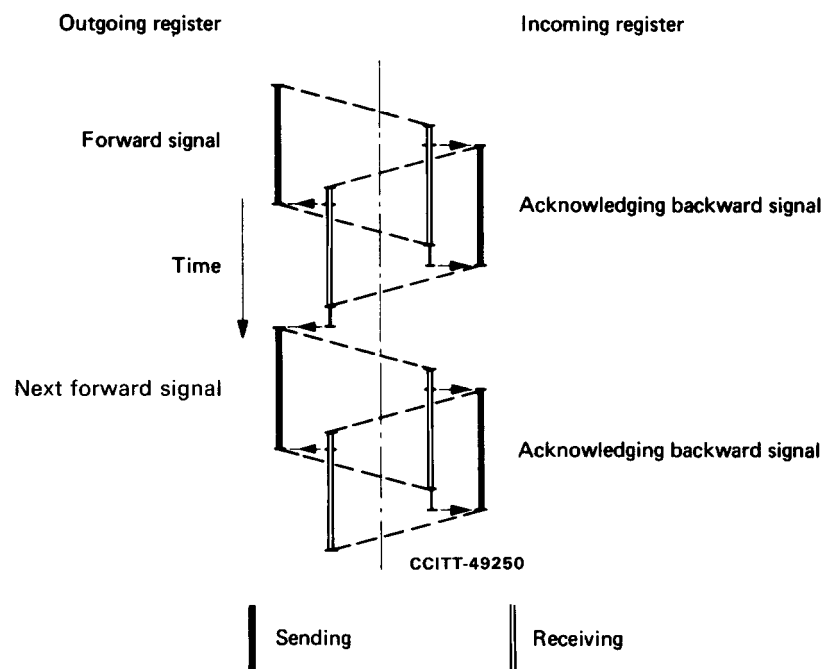 Outgoing register
Incoming register
Forward signal
Acknowledging backward signal
Time
Next forward signal
Acknowledging backward signal
CCITT-49250
Sending
Receiving